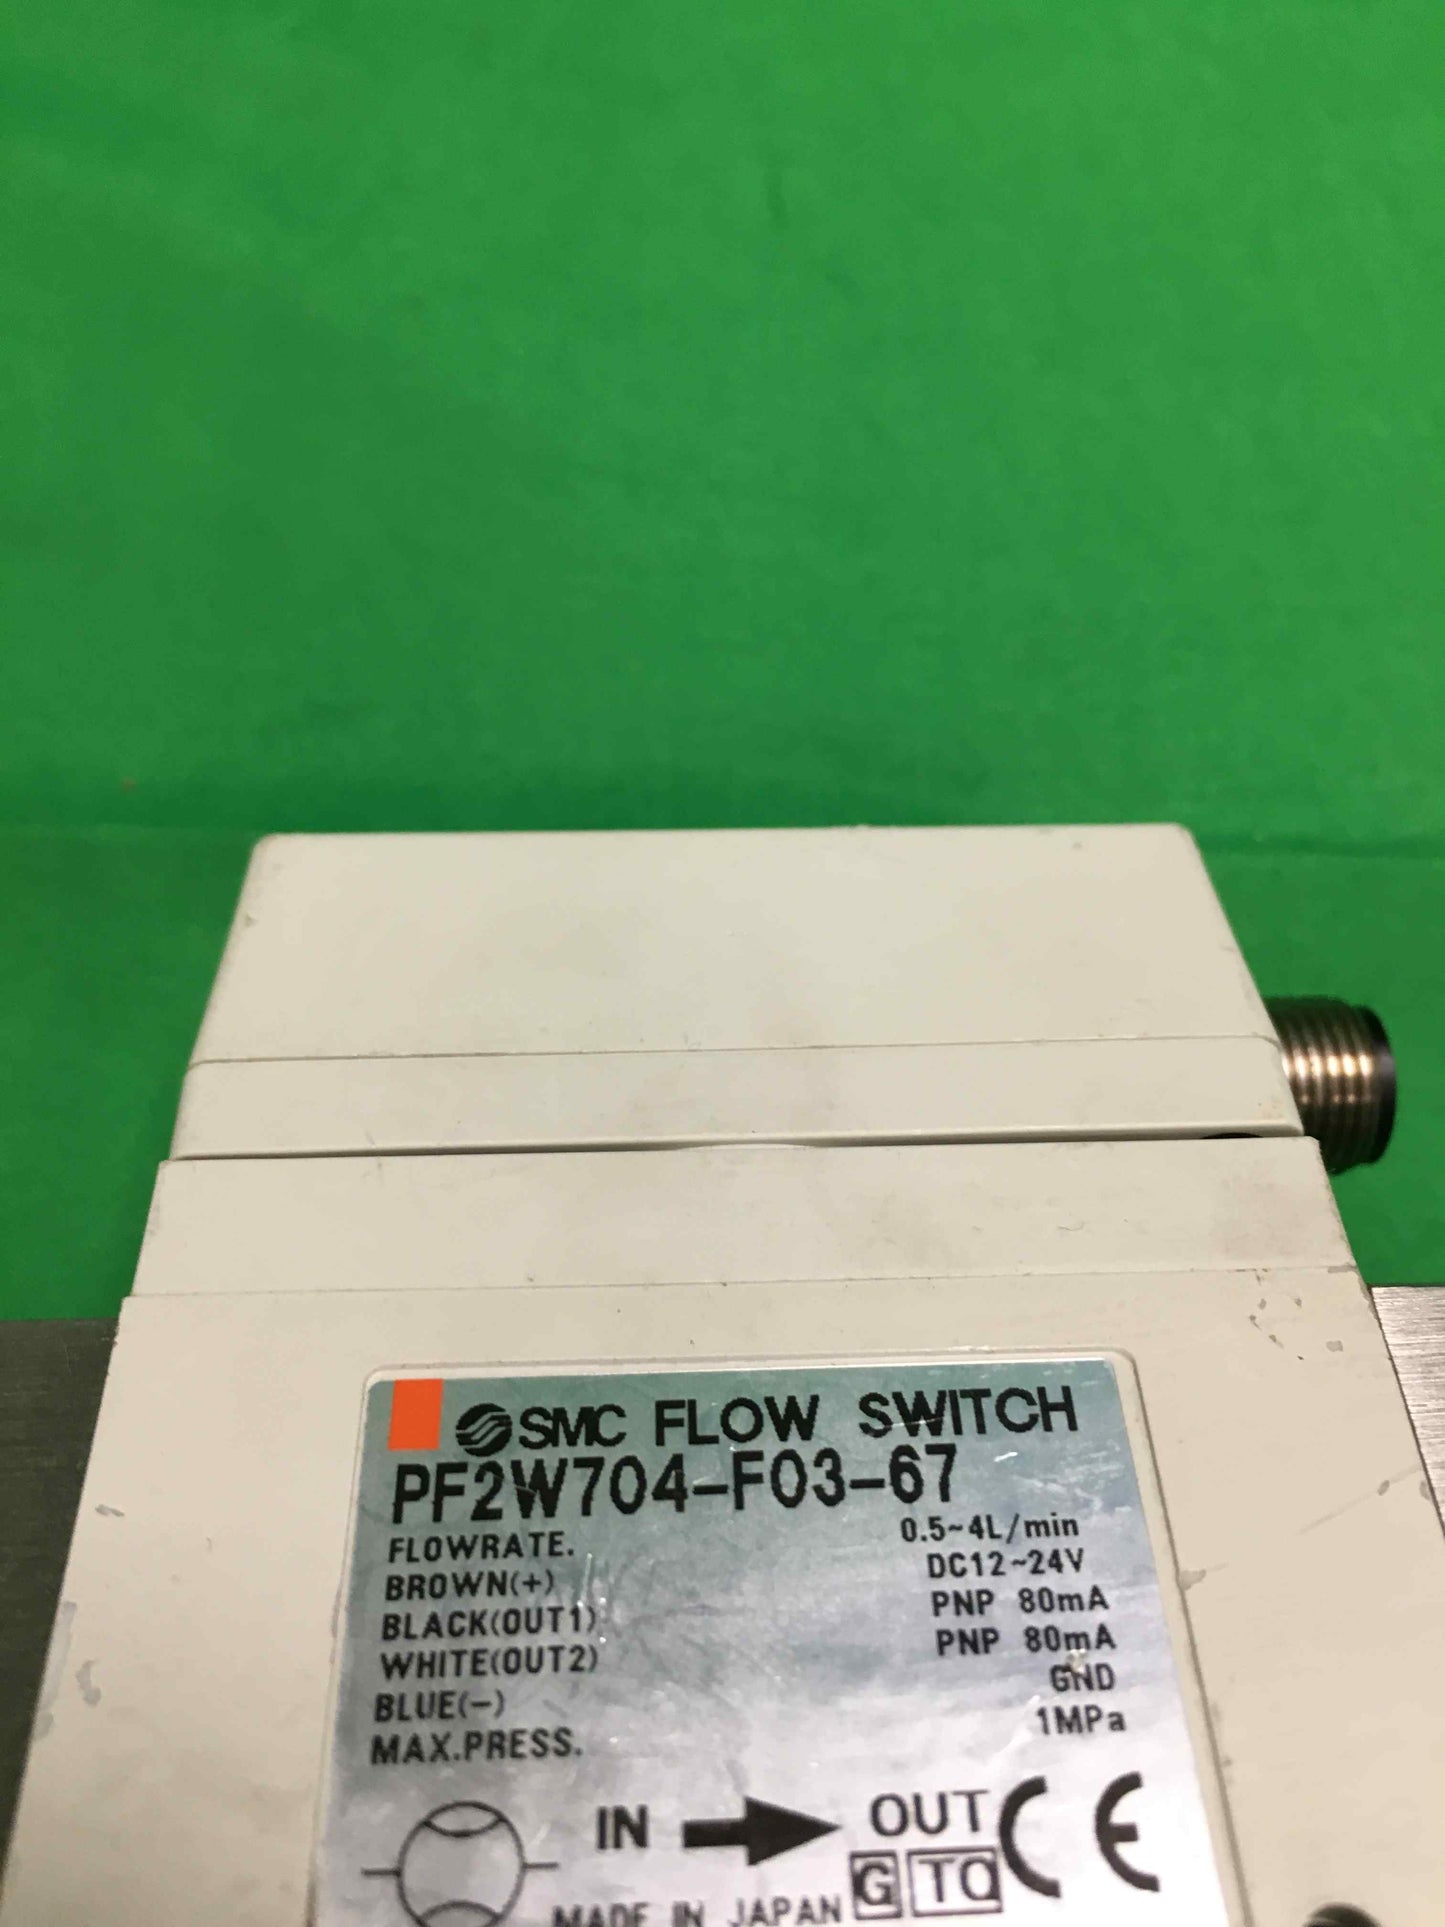 SMC FLOW SWITCH
PF2W704-F03-67
FLOWRATE. 0.5~4L/min
BROWN(+) DC12~24V
BLACK(OUT1) PNP 80mA
WHITE(OUT2) PNP 80mA
BLUE(-) GND
MAX.PRESS. 1MPa
IN OUT CE
MADE IN JAPAN G TQ